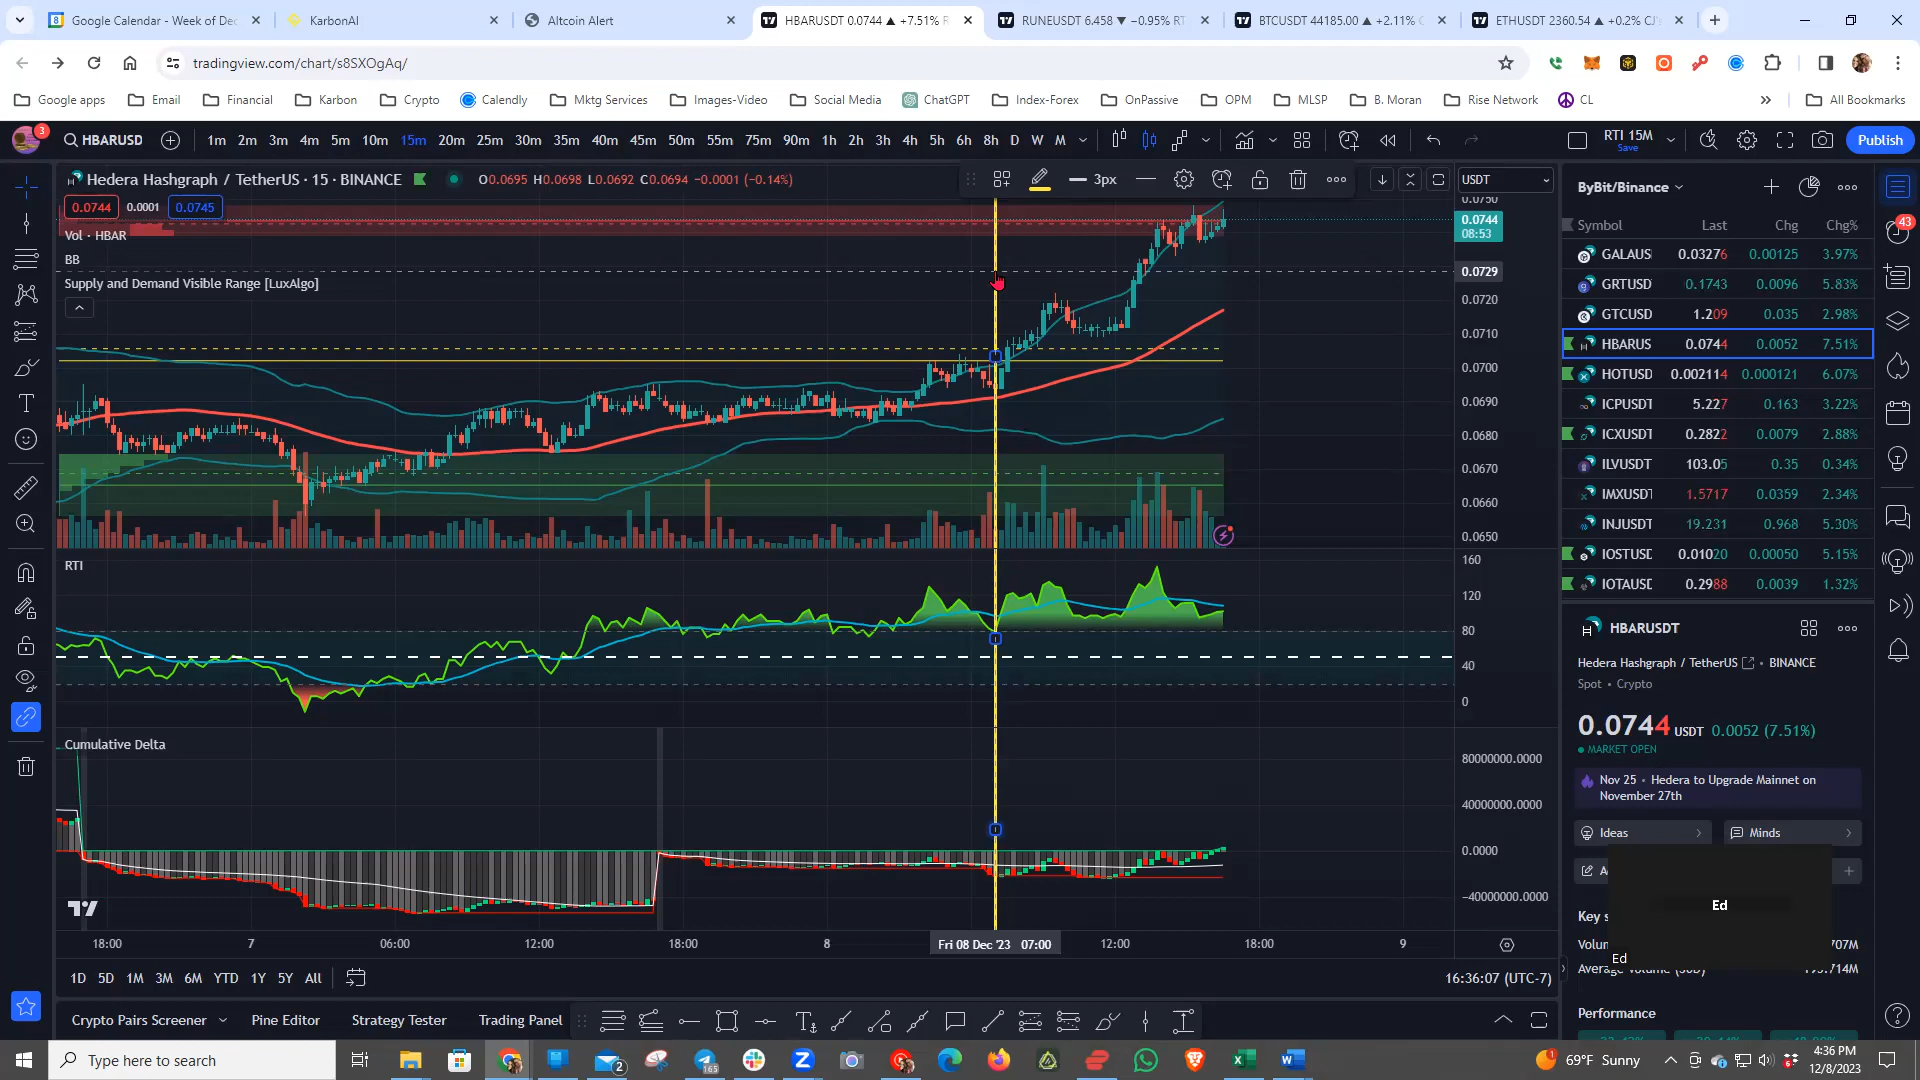 Google Calendar - Week of Dec
KarbonAI
Altcoin Alert
HBARUSDT 0.0744 ▲ +7.51% R
RUNEUSDT 6.458 ▼ −0.95% RT
BTCUSDT 44185.00 ▲ +2.11% C
ETHUSDT 2360.54 ▲ +0.2% CJ's
tradingview.com/chart/s8SXOgAq/
Google apps Email Financial Karbon Crypto Calendly Mktg Services Images-Video Social Media ChatGPT Index-Forex OnPassive OPM MLSP B. Moran Rise Network CL » All Bookmarks
3
HBARUSD 1m 2m 3m 4m 5m 10m 15m 20m 25m 30m 35m 40m 45m 50m 55m 75m 90m 1h 2h 3h 4h 5h 6h 8h D W M RTI 15M Save Publish
Hedera Hashgraph / TetherUS · 15 · BINANCE O0.0695 H0.0698 L0.0692 C0.0694 -0.0001 (−0.14%) 3px USDT
0.0744 0.0001 0.0745
Vol · HBAR
BB
Supply and Demand Visible Range [LuxAlgo]
0.0750
0.0744
08:53
0.0729
0.0720
0.0710
0.0700
0.0690
0.0680
0.0670
0.0660
0.0650
RTI
160
120
80
40
0
Cumulative Delta
80000000.0000
40000000.0000
0.0000
−40000000.0000
18:00 7 06:00 12:00 18:00 8 Fri 08 Dec '23 07:00 12:00 18:00 9
1D 5D 1M 3M 6M YTD 1Y 5Y All 16:36:07 (UTC-7)
Crypto Pairs Screener Pine Editor Strategy Tester Trading Panel
ByBit/Binance
Symbol Last Chg Chg%
GALAUS 0.03276 0.00125 3.97%
GRTUSD 0.1743 0.0096 5.83%
GTCUSD 1.209 0.035 2.98%
HBARUS 0.0744 0.0052 7.51%
HOTUSD 0.002114 0.000121 6.07%
ICPUSDT 5.227 0.163 3.22%
ICXUSDT 0.2822 0.0079 2.88%
ILVUSDT 103.05 0.35 0.34%
IMXUSDT 1.5717 0.0359 2.34%
INJUSDT 19.231 0.968 5.30%
IOSTUSD 0.01020 0.00050 5.15%
IOTAUSD 0.2988 0.0039 1.32%
43
HBARUSDT
Hedera Hashgraph / TetherUS • BINANCE
Spot • Crypto
0.0744 USDT 0.0052 (7.51%)
MARKET OPEN
Nov 25 • Hedera to Upgrade Mainnet on
November 27th
Ideas Minds
Ed
Key s
Volum 707M
Ed
Performance
Type here to search
2
165
69°F Sunny
4:36 PM
12/8/2023